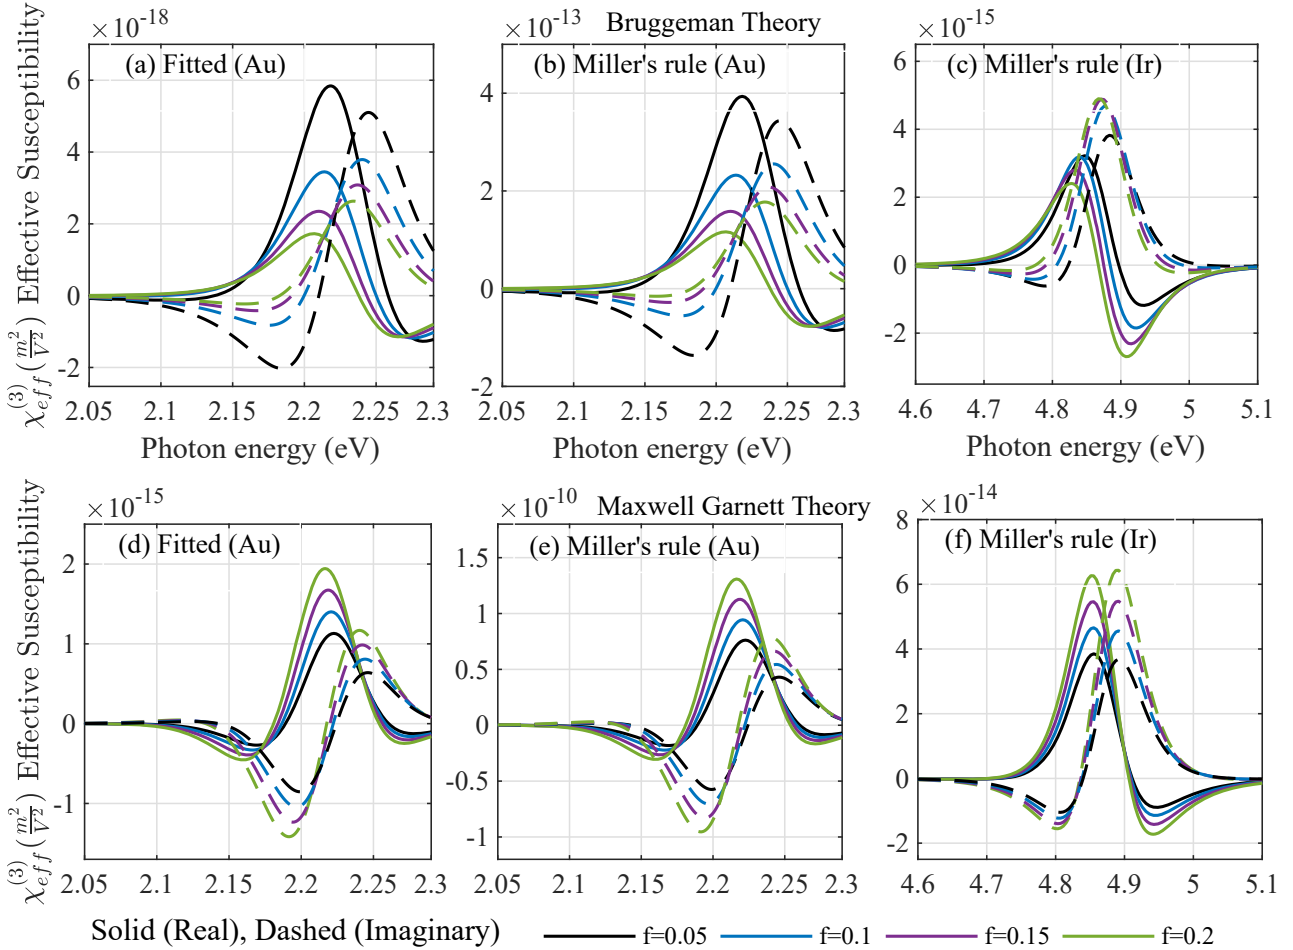 Bruggeman Theory
χ_eff^(3) (m²/V²) Effective Susceptibility
×10^-18
(a) Fitted (Au)
6
4
2
0
-2
2.05 2.1 2.15 2.2 2.25 2.3
Photon energy (eV)
×10^-13
(b) Miller's rule (Au)
4
2
0
-2
2.05 2.1 2.15 2.2 2.25 2.3
Photon energy (eV)
×10^-15
(c) Miller's rule (Ir)
6
4
2
0
-2
4.6 4.7 4.8 4.9 5 5.1
Photon energy (eV)
Maxwell Garnett Theory
χ_eff^(3) (m²/V²) Effective Susceptibility
×10^-15
(d) Fitted (Au)
2
1
0
-1
2.05 2.1 2.15 2.2 2.25 2.3
×10^-10
(e) Miller's rule (Au)
1.5
1
0.5
0
-0.5
-1
2.05 2.1 2.15 2.2 2.25 2.3
×10^-14
(f) Miller's rule (Ir)
8
6
4
2
0
-2
4.6 4.7 4.8 4.9 5 5.1
Solid (Real), Dashed (Imaginary) f=0.05 f=0.1 f=0.15 f=0.2